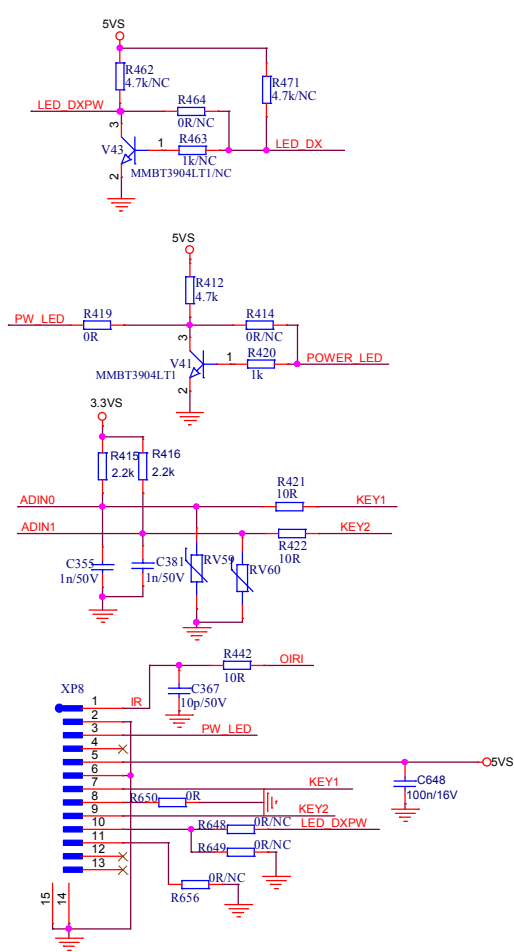 5VS
R462
4.7k/NC
R471
4.7k/NC
LED_DXPW
R464
0R/NC
3
R463
1
LED_DX
V43
1k/NC
2
MMBT3904LT1/NC
5VS
R412
4.7k
PW_LED
R419
0R
R414
0R/NC
3
R420
1
POWER_LED
V41
1k
MMBT3904LT1
2
3.3VS
R415
2.2k
R416
2.2k
R421
10R
ADIN0
KEY1
ADIN1
KEY2
R422
10R
C355
1n/50V
C381
1n/50V
RV59
RV60
R442
OIRI
10R
XP8
1
IR
C367
10p/50V
2
3
PW_LED
4
5
5VS
6
C648
100n/16V
7
KEY1
8
R650
0R
9
KEY2
10
R648
0R/NC
LED_DXPW
11
R649
0R/NC
12
13
0R/NC
R656
15
14